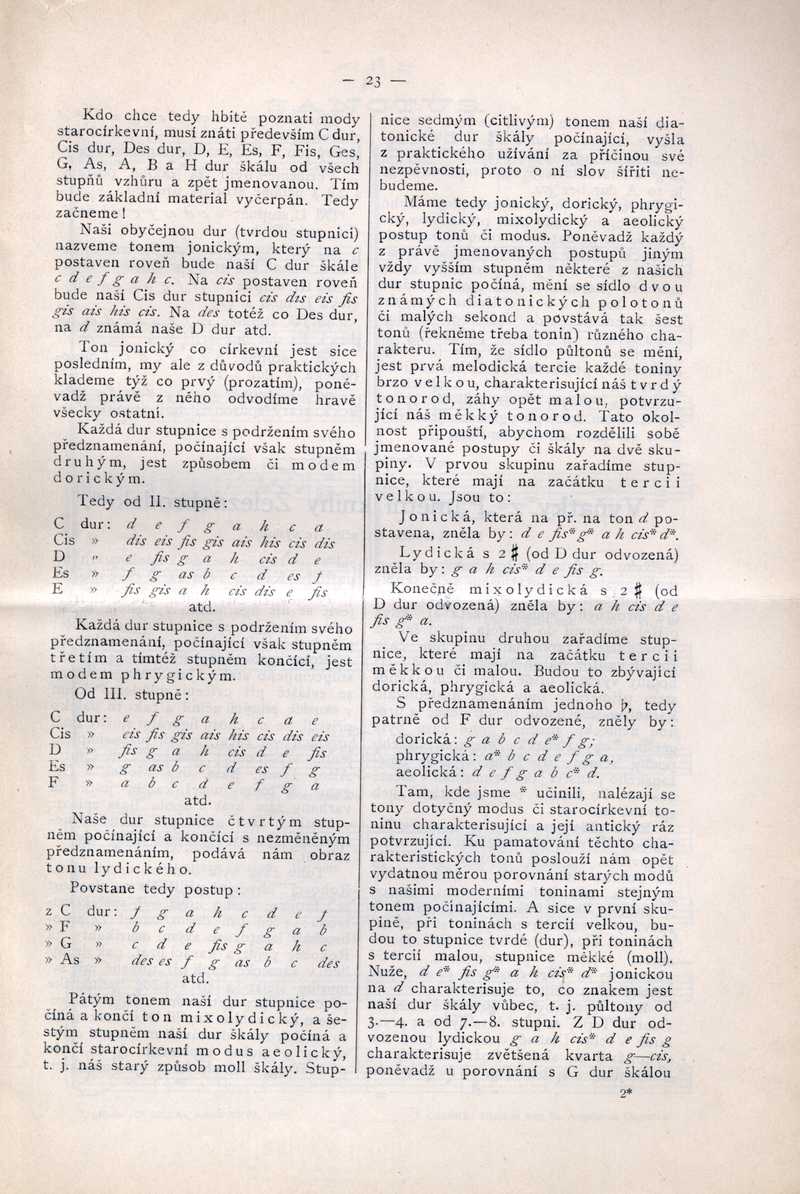 — 23 —
Kdo chce tedy hbitě poznati mody
starocírkevní, musí znáti především C dur,
Cis dur, Des dur, D, E, Es, F, Fis, Ges,
G, As, A, B a H dur škálu od všech
stupňů vzhůru a zpět jmenovanou. Tím
bude základní material vyčerpán. Tedy
začneme!
Naši obyčejnou dur (tvrdou stupnici)
nazveme tonem jonickým, který na c
postaven roveň bude naší C dur škále
c d e f g a h c. Na cis postaven roveň
bude naší Cis dur stupnici cis dis eis fis
gis ais his cis. Na des totéž co Des dur,
na d známá naše D dur atd.
Ton jonický co církevní jest sice
posledním, my ale z důvodů praktických
klademe týž co prvý (prozatím), poně-
vadž právě z něho odvodíme hravě
všecky ostatní.
Každá dur stupnice s podržením svého
předznamenání, počínající však stupněm
druhým, jest způsobem či modem
dorickým.
Tedy od II. stupně:
C dur: d e f g a h c a
Cis » dis eis fis gis ais his cis dis
D » e fis g a h cis d e
Es » f g as b c d es f
E » fis gis a h cis dis e fis
atd.
Každá dur stupnice s podržením svého
předznamenání, počínající však stupněm
třetím a tímtéž stupněm končící, jest
modem phrygickým.
Od III. stupně:
C dur: e f g a h c a e
Cis » eis fis gis ais his cis dis eis
D » fis g a h cis d e fis
Es » g as b c d es f g
F » a b c d e f g a
atd.
Naše dur stupnice čtvrtým stup-
něm počínající a končící s nezměněným
předznamenáním, podává nám obraz
tonu lydického.
Povstane tedy postup:
z C dur: f g a h c d e f
» F » b c d e f g a b
» G » c d e fis g a h c
» As » des es f g as b c des
atd.
Pátým tonem naší dur stupnice po-
číná a končí ton mixolydický, a še-
stým stupněm naší dur škály počíná a
končí starocírkevní modus aeolický,
t. j. náš starý způsob moll škály. Stup-
nice sedmým (citlivým) tonem naší dia-
tonické dur škály počínající, vyšla
z praktického užívání za příčinou své
nezpěvnosti, proto o ní slov šířiti ne-
budeme.
Máme tedy jonický, dorický, phrygi-
cký, lydický, mixolydický a aeolický
postup tonů či modus. Poněvadž každý
z právě jmenovaných postupů jiným
vždy vyšším stupněm některé z našich
dur stupnic počíná, mění se sídlo dvou
známých diatonických polotonů
či malých sekond a povstává tak šest
tonů (řekněme třeba tonin) různého cha-
rakteru. Tím, že sídlo půltonů se mění,
jest prvá melodická tercie každé toniny
brzo velkou, charakterisující náš tvrdý
tonorod, záhy opět malou, potvrzu-
jící náš měkký tonorod. Tato okol-
nost připouští, abychom rozdělili sobě
jmenované postupy či škály na dvě sku-
piny. V prvou skupinu zařadíme stup-
nice, které mají na začátku tercii
velkou. Jsou to:
Jonická, která na př. na ton d po-
stavena, zněla by: d e fis* g* a h cis* d*.
Lydická s 2 ♯ (od D dur odvozená)
zněla by: g a h cis* d e fis g.
Konečně mixolydická s 2 ♯ (od
D dur odvozená) zněla by: a h cis d e
fis g* a.
Ve skupinu druhou zařadíme stup-
nice, které mají na začátku tercii
měkkou či malou. Budou to zbývající
dorická, phrygická a aeolická.
S předznamenáním jednoho ♭, tedy
patrně od F dur odvozené, zněly by:
dorická: g a b c d e* f g;
phrygická: a* b c d e f g a,
aeolická: d e f g a b c* d.
Tam, kde jsme * učinili, nalézají se
tony dotyčný modus či starocírkevní to-
ninu charakterisující a její antický ráz
potvrzující. Ku pamatování těchto cha-
rakteristických tonů poslouží nám opět
vydatnou měrou porovnání starých modů
s našimi moderními toninami stejným
tonem počínajícími. A sice v první sku-
pině, při toninách s tercií velkou, bu-
dou to stupnice tvrdé (dur), při toninách
s tercií malou, stupnice měkké (moll).
Nuže, d e* fis g* a h cis* d* jonickou
na d charakterisuje to, co znakem jest
naší dur škály vůbec, t. j. půltony od
3.—4. a od 7.—8. stupni. Z D dur od-
vozenou lydickou g a h cis* d e fis g
charakterisuje zvětšená kvarta g—cis,
poněvadž u porovnání s G dur škálou
2*